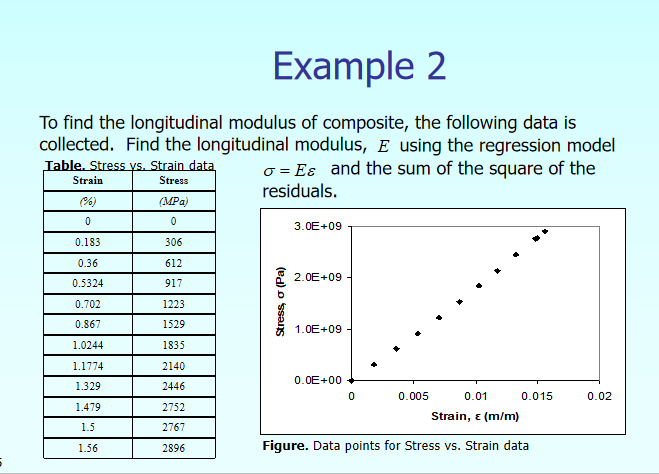 Example 2
To find the longitudinal modulus of composite, the following data is
collected. Find the longitudinal modulus, E using the regression model
σ = Eε and the sum of the square of the
residuals.
Table. Stress vs. Strain data
Strain Stress
(%) (MPa)
0 0
0.183 306
0.36 612
0.5324 917
0.702 1223
0.867 1529
1.0244 1835
1.1774 2140
1.329 2446
1.479 2752
1.5 2767
1.56 2896
Stress, σ (Pa)
3.0E+09
2.0E+09
1.0E+09
0.0E+00
0 0.005 0.01 0.015 0.02
Strain, ε (m/m)
Figure. Data points for Stress vs. Strain data